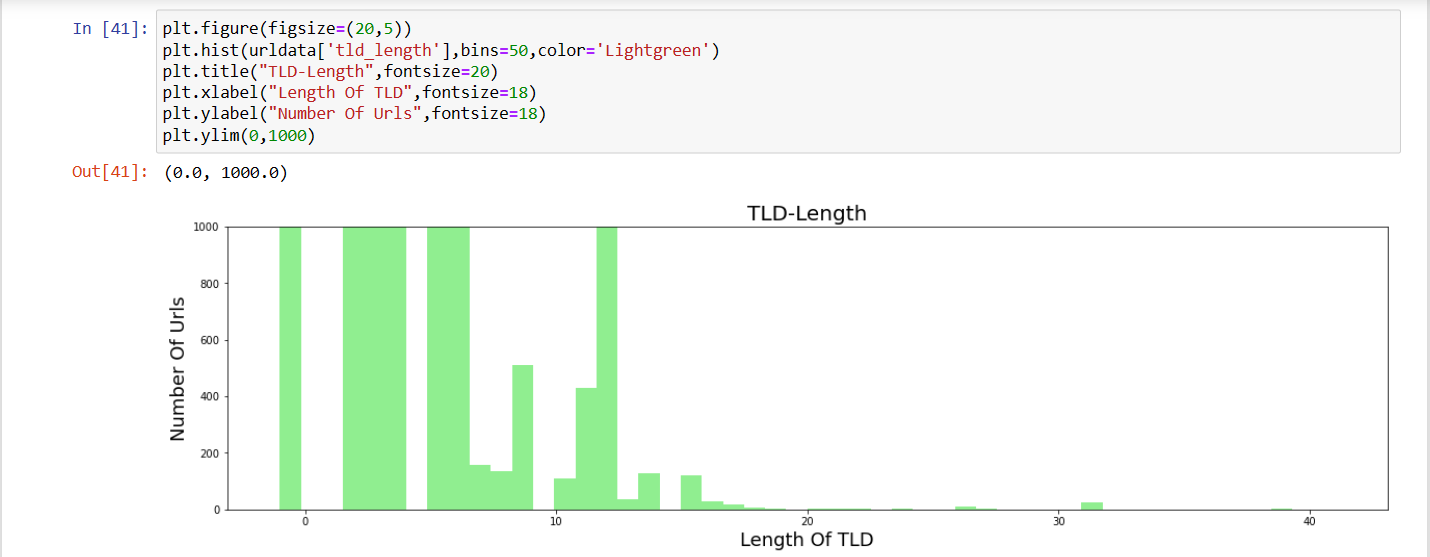 In [41]: plt.figure(figsize=(20,5))
plt.hist(urldata['tld_length'],bins=50,color='Lightgreen')
plt.title("TLD-Length",fontsize=20)
plt.xlabel("Length Of TLD",fontsize=18)
plt.ylabel("Number Of Urls",fontsize=18)
plt.ylim(0,1000)
Out[41]: (0.0, 1000.0)
TLD-Length
Number Of Urls
1000
800
600
400
200
0
0 10 20 30 40
Length Of TLD